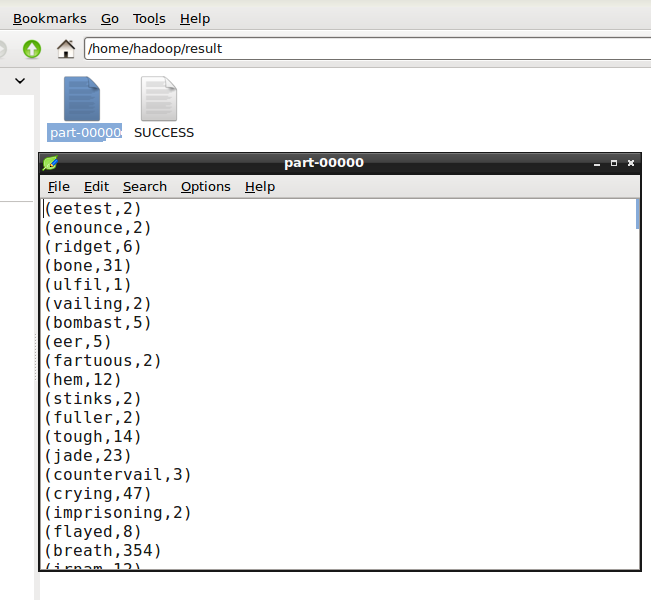 Bookmarks Go Tools Help
/home/hadoop/result
part-00000 SUCCESS
part-00000
File Edit Search Options Help
(eetest,2)
(enounce,2)
(ridget,6)
(bone,31)
(ulfil,1)
(vailing,2)
(bombast,5)
(eer,5)
(fartuous,2)
(hem,12)
(stinks,2)
(fuller,2)
(tough,14)
(jade,23)
(countervail,3)
(crying,47)
(imprisoning,2)
(flayed,8)
(breath,354)